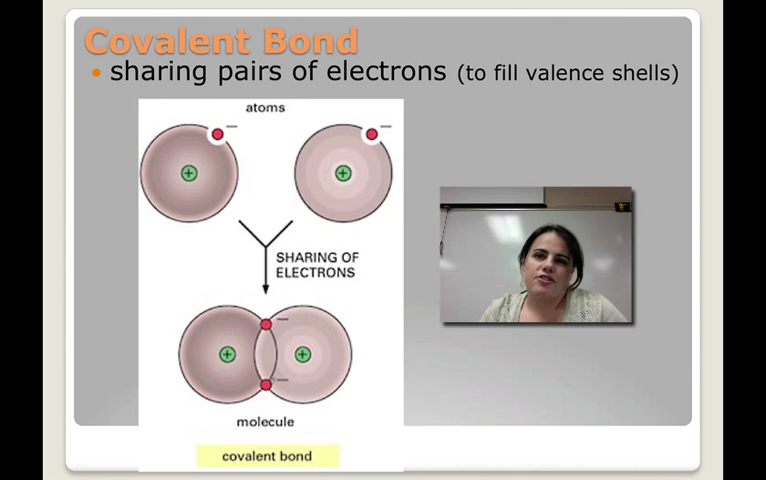 Covalent Bond
• sharing pairs of electrons (to fill valence shells)
atoms
−
−
+
+
SHARING OF
ELECTRONS
−
+
+
−
molecule
covalent bond